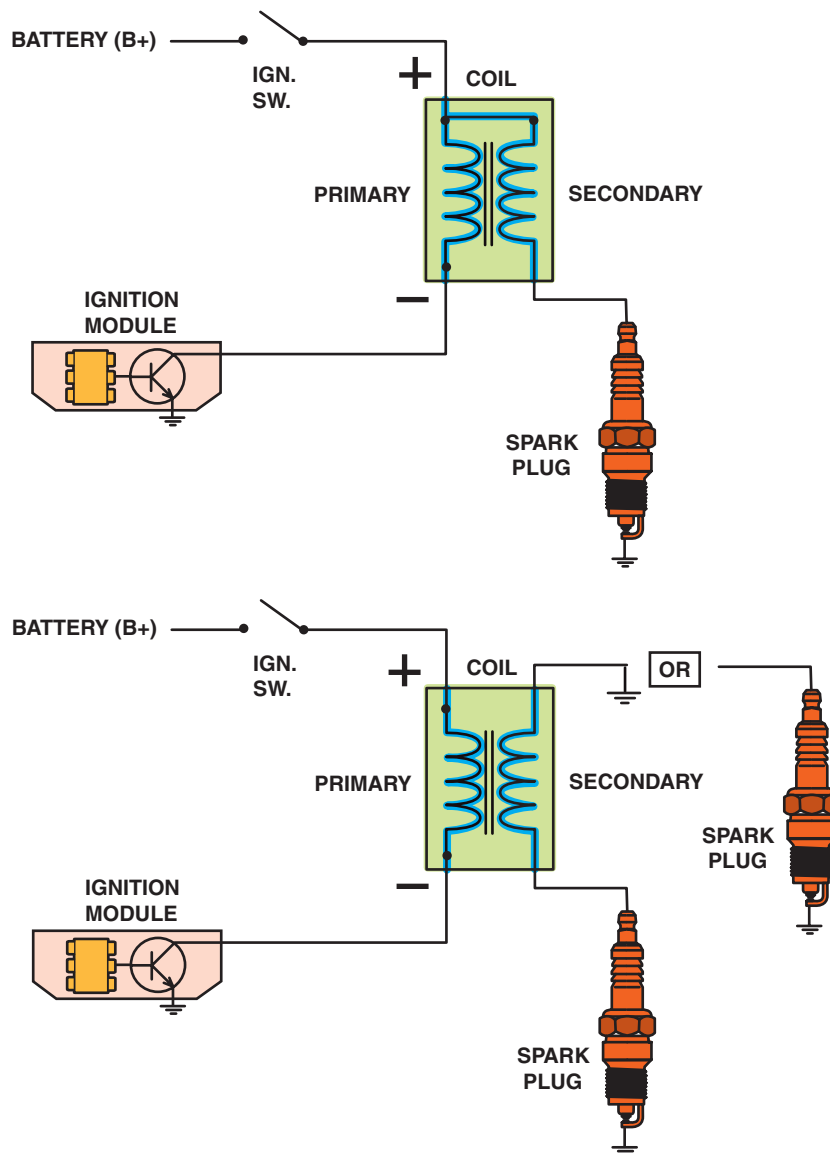 BATTERY (B+)
IGN.
SW.
+
COIL
PRIMARY
SECONDARY
–
IGNITION
MODULE
SPARK
PLUG
BATTERY (B+)
IGN.
SW.
+
COIL
OR
PRIMARY
SECONDARY
SPARK
PLUG
–
IGNITION
MODULE
SPARK
PLUG